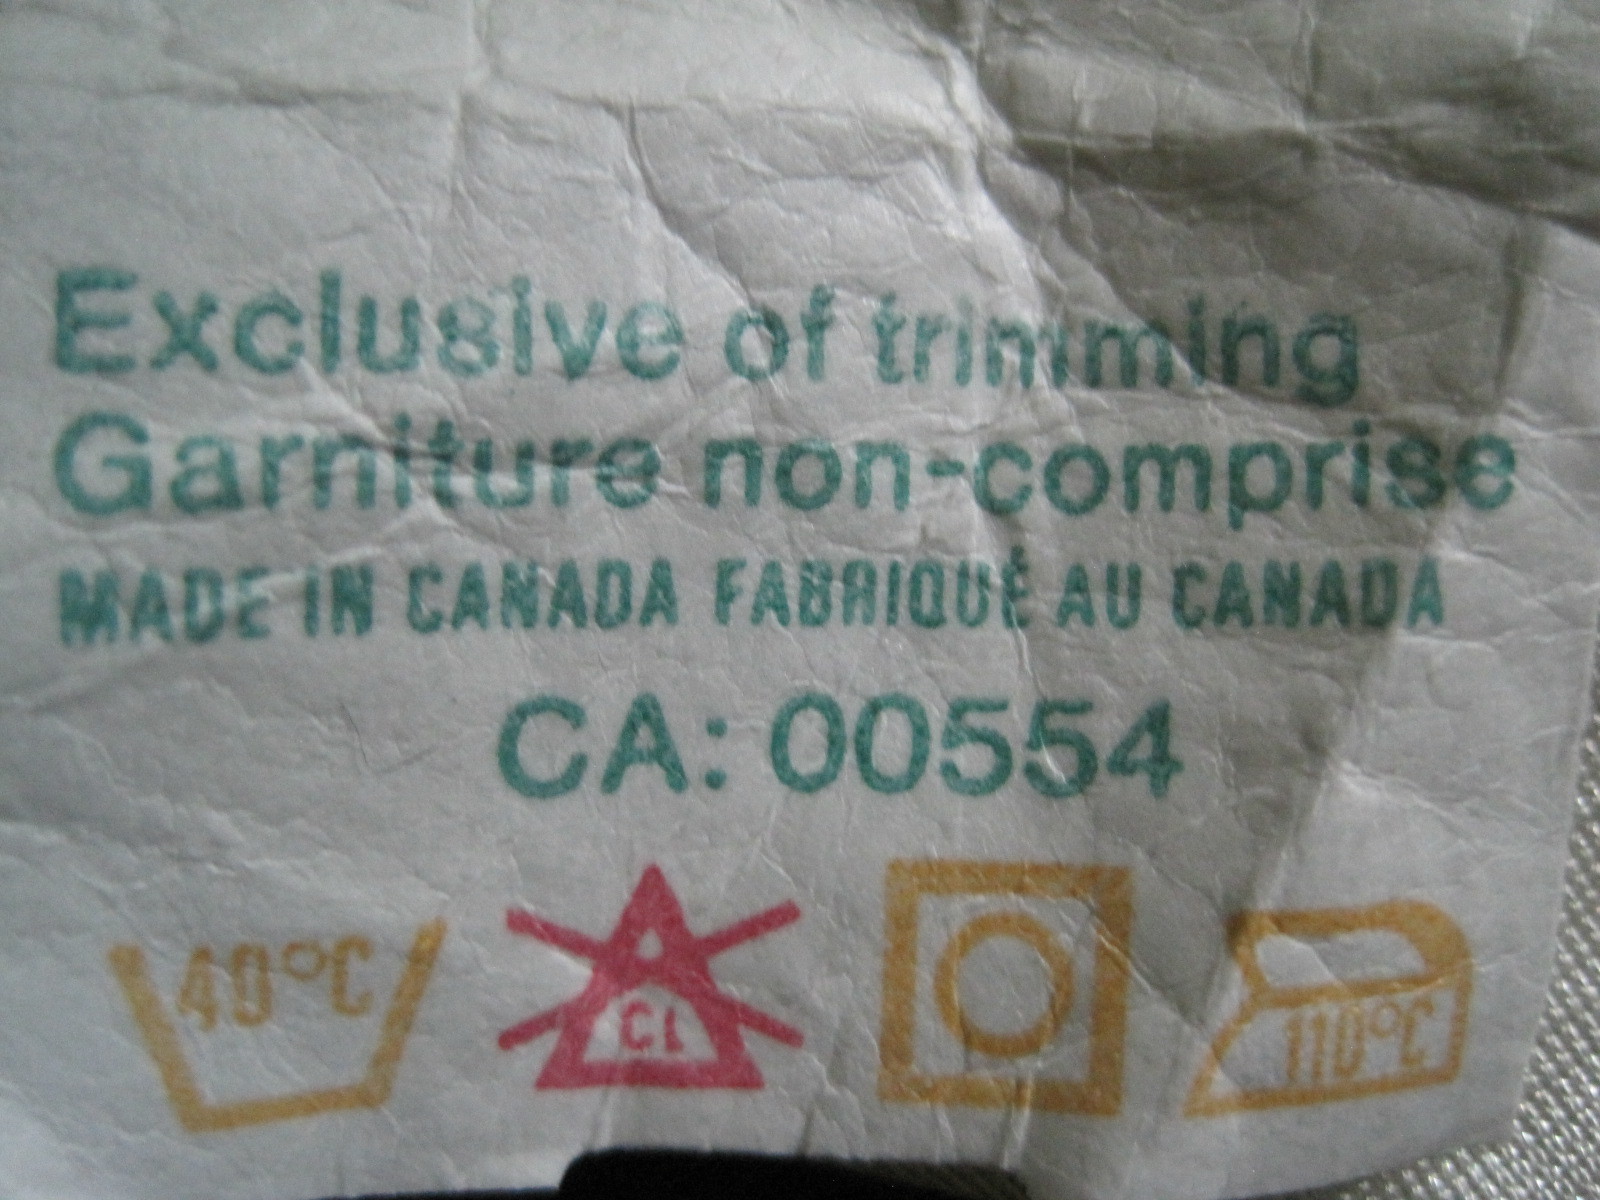 Exclusive of trimming
Garniture non-comprise
MADE IN CANADA FABRIQUÉ AU CANADA
CA: 00554
40°C CL 110°C